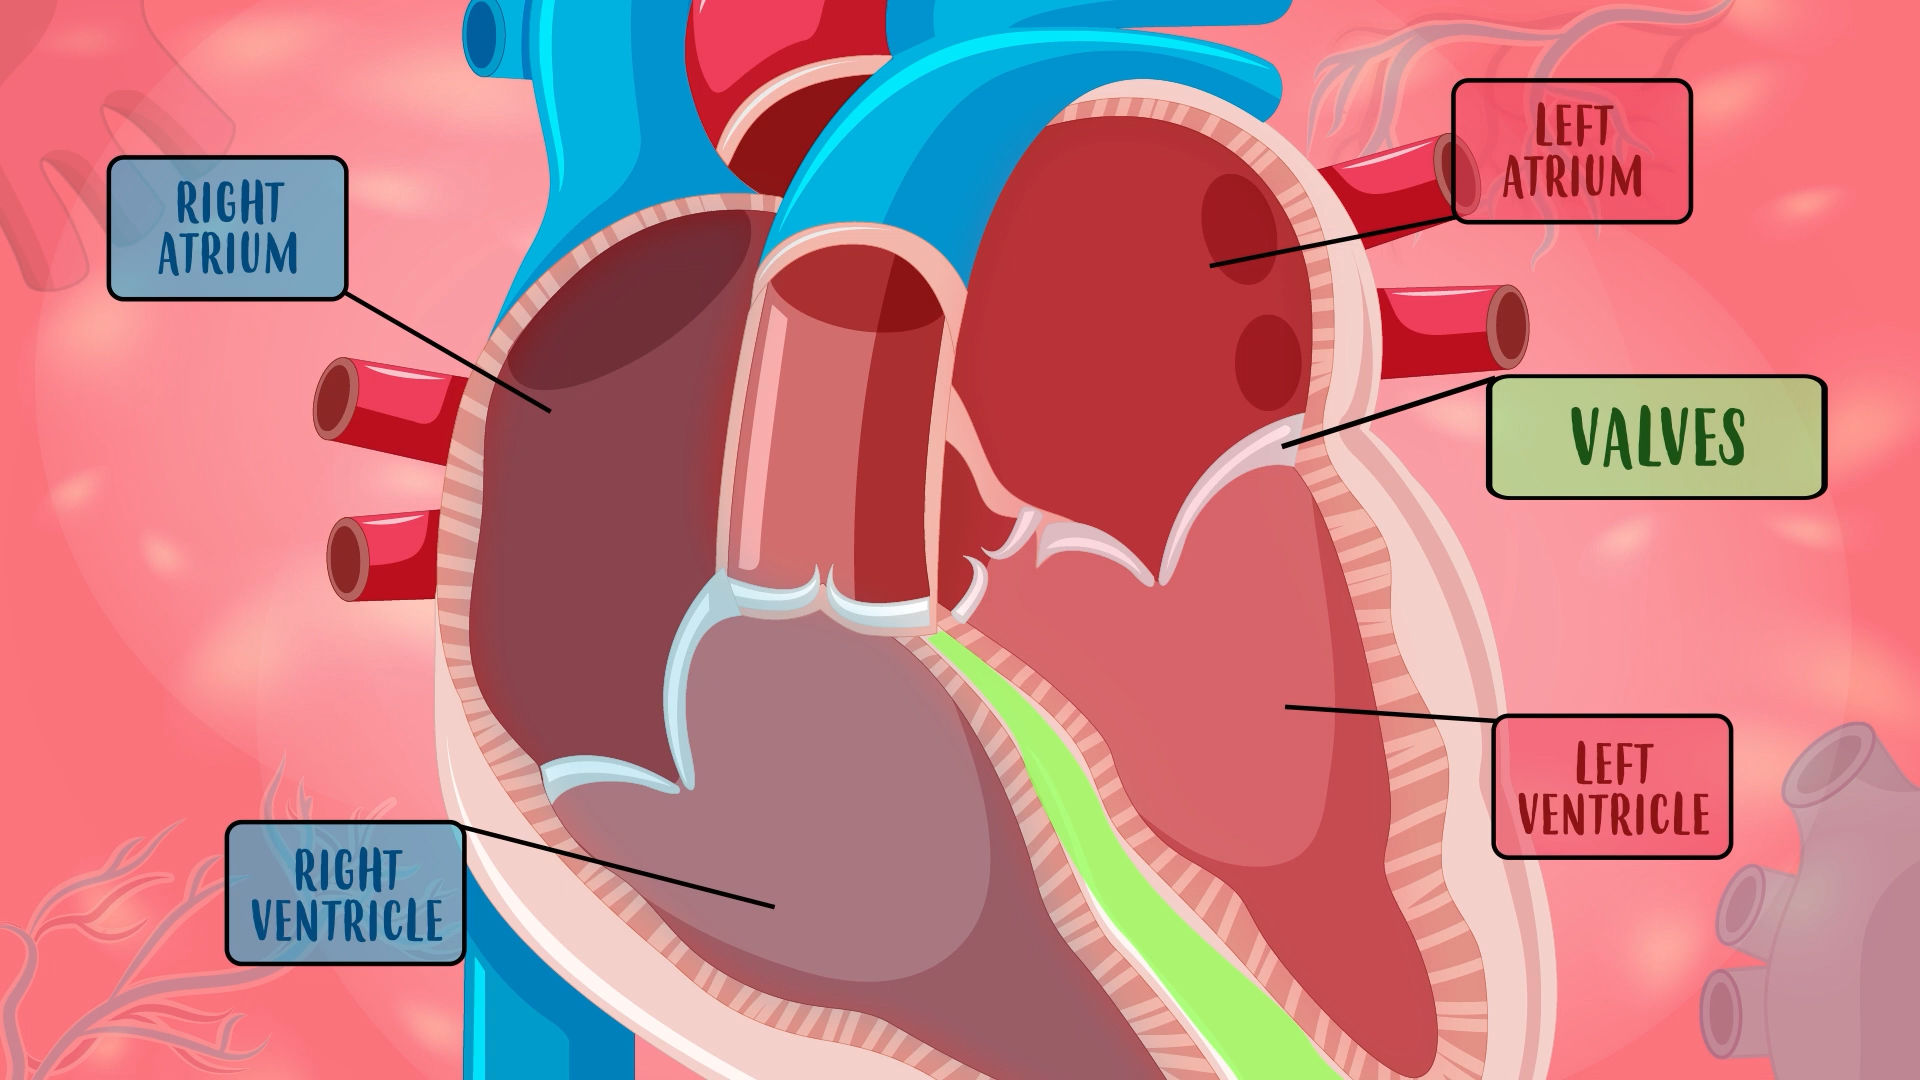 RIGHT
ATRIUM
LEFT
ATRIUM
VALVES
LEFT
VENTRICLE
RIGHT
VENTRICLE